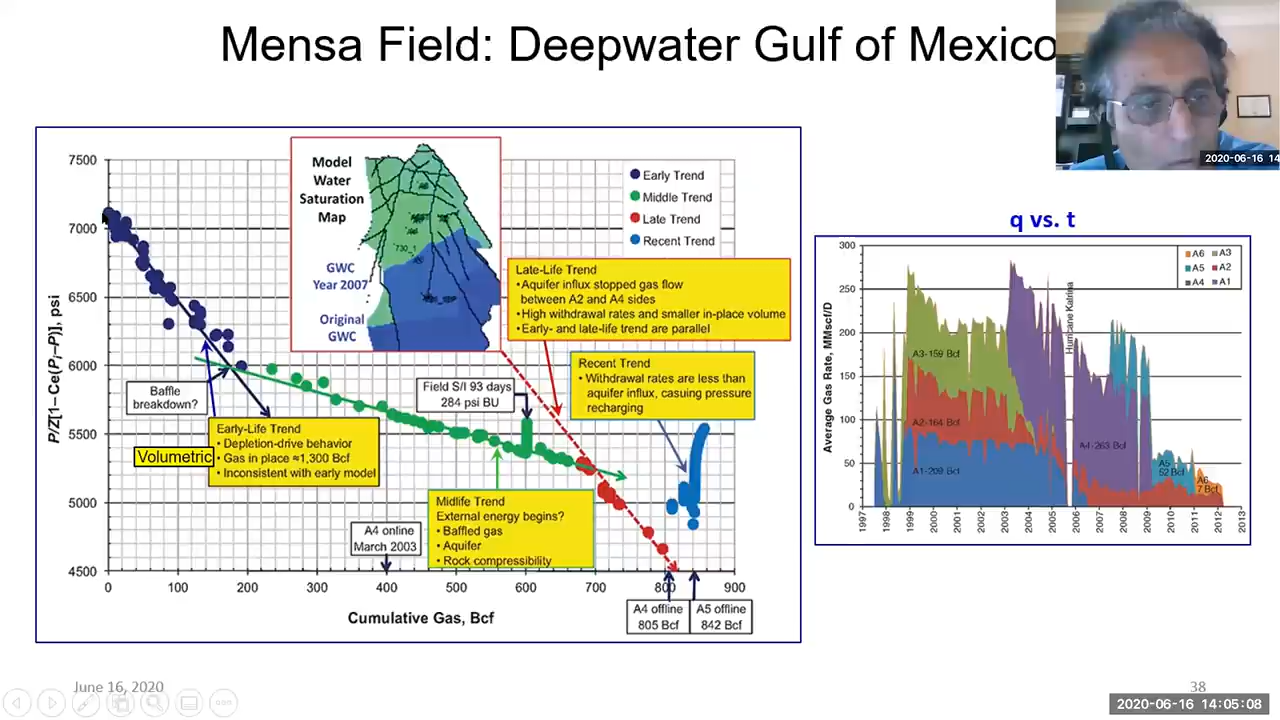 Mensa Field: Deepwater Gulf of Mexico
2020-06-16 14
7500
7000
6500
6000
5500
5000
4500
P/Z[1–Ce(Pi–P)], psi
0 100 200 300 400 500 600 700 800 900
Cumulative Gas, Bcf
Model
Water
Saturation
Map
GWC
Year 2007
Original
GWC
730_1
Early Trend
Middle Trend
Late Trend
Recent Trend
Late-Life Trend
• Aquifer influx stopped gas flow
between A2 and A4 sides
• High withdrawal rates and smaller in-place volume
• Early- and late-life trend are parallel
Recent Trend
• Withdrawal rates are less than
aquifer influx, casuing pressure
recharging
Field S/I 93 days
284 psi BU
Baffle
breakdown?
Volumetric
Early-Life Trend
• Depletion-drive behavior
• Gas in place ≈1,300 Bcf
• Inconsistent with early model
Midlife Trend
External energy begins?
• Baffled gas
• Aquifer
• Rock compressibility
A4 online
March 2003
A4 offline
805 Bcf
A5 offline
842 Bcf
q vs. t
Average Gas Rate, MMscf/D
300
250
200
150
100
50
0
A6 A3
A5 A2
A4 A1
Hurricane Katrina
A3-159 Bcf
A2-164 Bcf
A1-209 Bcf
A4-263 Bcf
A5
52 Bcf
A6
7 Bcf
1997 1998 1999 2000 2001 2002 2003 2004 2005 2006 2007 2008 2009 2010 2011 2012 2013
June 16, 2020
38
2020-06-16 14:05:08